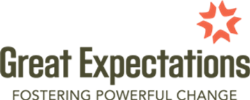 Great Expectations
FOSTERING POWERFUL CHANGE